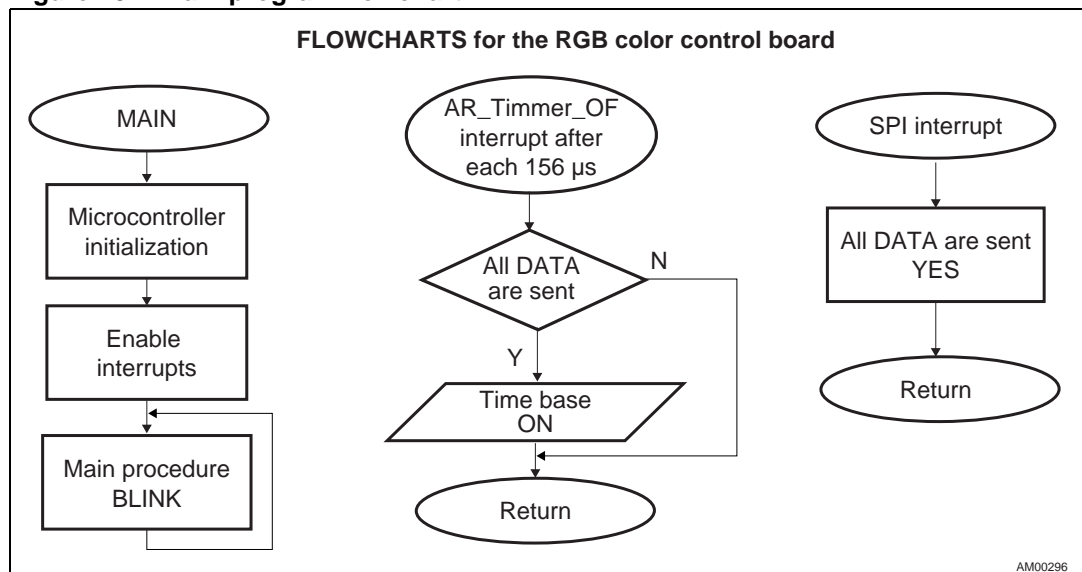 FLOWCHARTS for the RGB color control board
MAIN
Microcontroller
initialization
Enable
interrupts
Main procedure
BLINK
AR_Timmer_OF
interrupt after
each 156 µs
All DATA
are sent
N
Y
Time base
ON
Return
SPI interrupt
All DATA are sent
YES
Return
AM00296